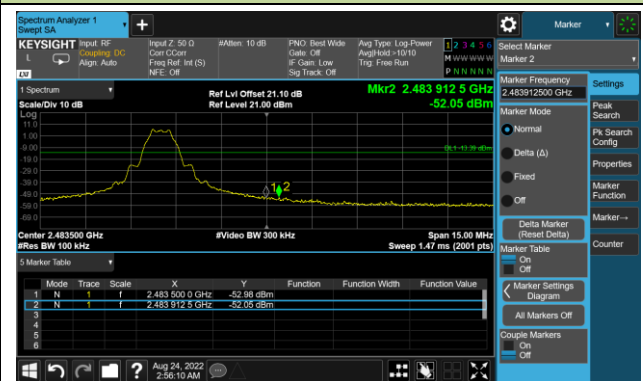 Spectrum Analyzer 1
Swept SA
Marker
KEYSIGHT Input: RF Input Z: 50 Ω #Atten: 10 dB PNO: Best Wide Avg Type: Log-Power 1 2 3 4 5 6
L Coupling: DC Corr CCorr Gate: Off Avg|Hold:>10/10 M W W W W W
Align: Auto Freq Ref: Int (S) IF Gain: Low Trig: Free Run P N N N N N
NFE: Off Sig Track: Off
LXI
Select Marker
Marker 2
1 Spectrum
Scale/Div 10 dB
Ref Lvl Offset 21.10 dB
Ref Level 21.00 dBm
Mkr2 2.483 912 5 GHz
-52.05 dBm
Log
11.0
1.00
-9.00
-19.0
-29.0
-39.0
-49.0
-59.0
-69.0
DL1 -13.39 dBm
1 2
Center 2.483500 GHz #Video BW 300 kHz Span 15.00 MHz
#Res BW 100 kHz Sweep 1.47 ms (2001 pts)
5 Marker Table
Mode Trace Scale X Y Function Function Width Function Value
1 N 1 f 2.483 500 0 GHz -52.98 dBm
2 N 1 f 2.483 912 5 GHz -52.05 dBm
3
4
5
6
Aug 24, 2022
2:56:10 AM
Marker Frequency
2.483912500 GHz
Marker Mode
Normal
Delta (Δ)
Fixed
Off
Delta Marker
(Reset Delta)
Marker Table
On
Off
Marker Settings
Diagram
All Markers Off
Couple Markers
On
Off
Settings
Peak
Search
Pk Search
Config
Properties
Marker
Function
Marker→
Counter